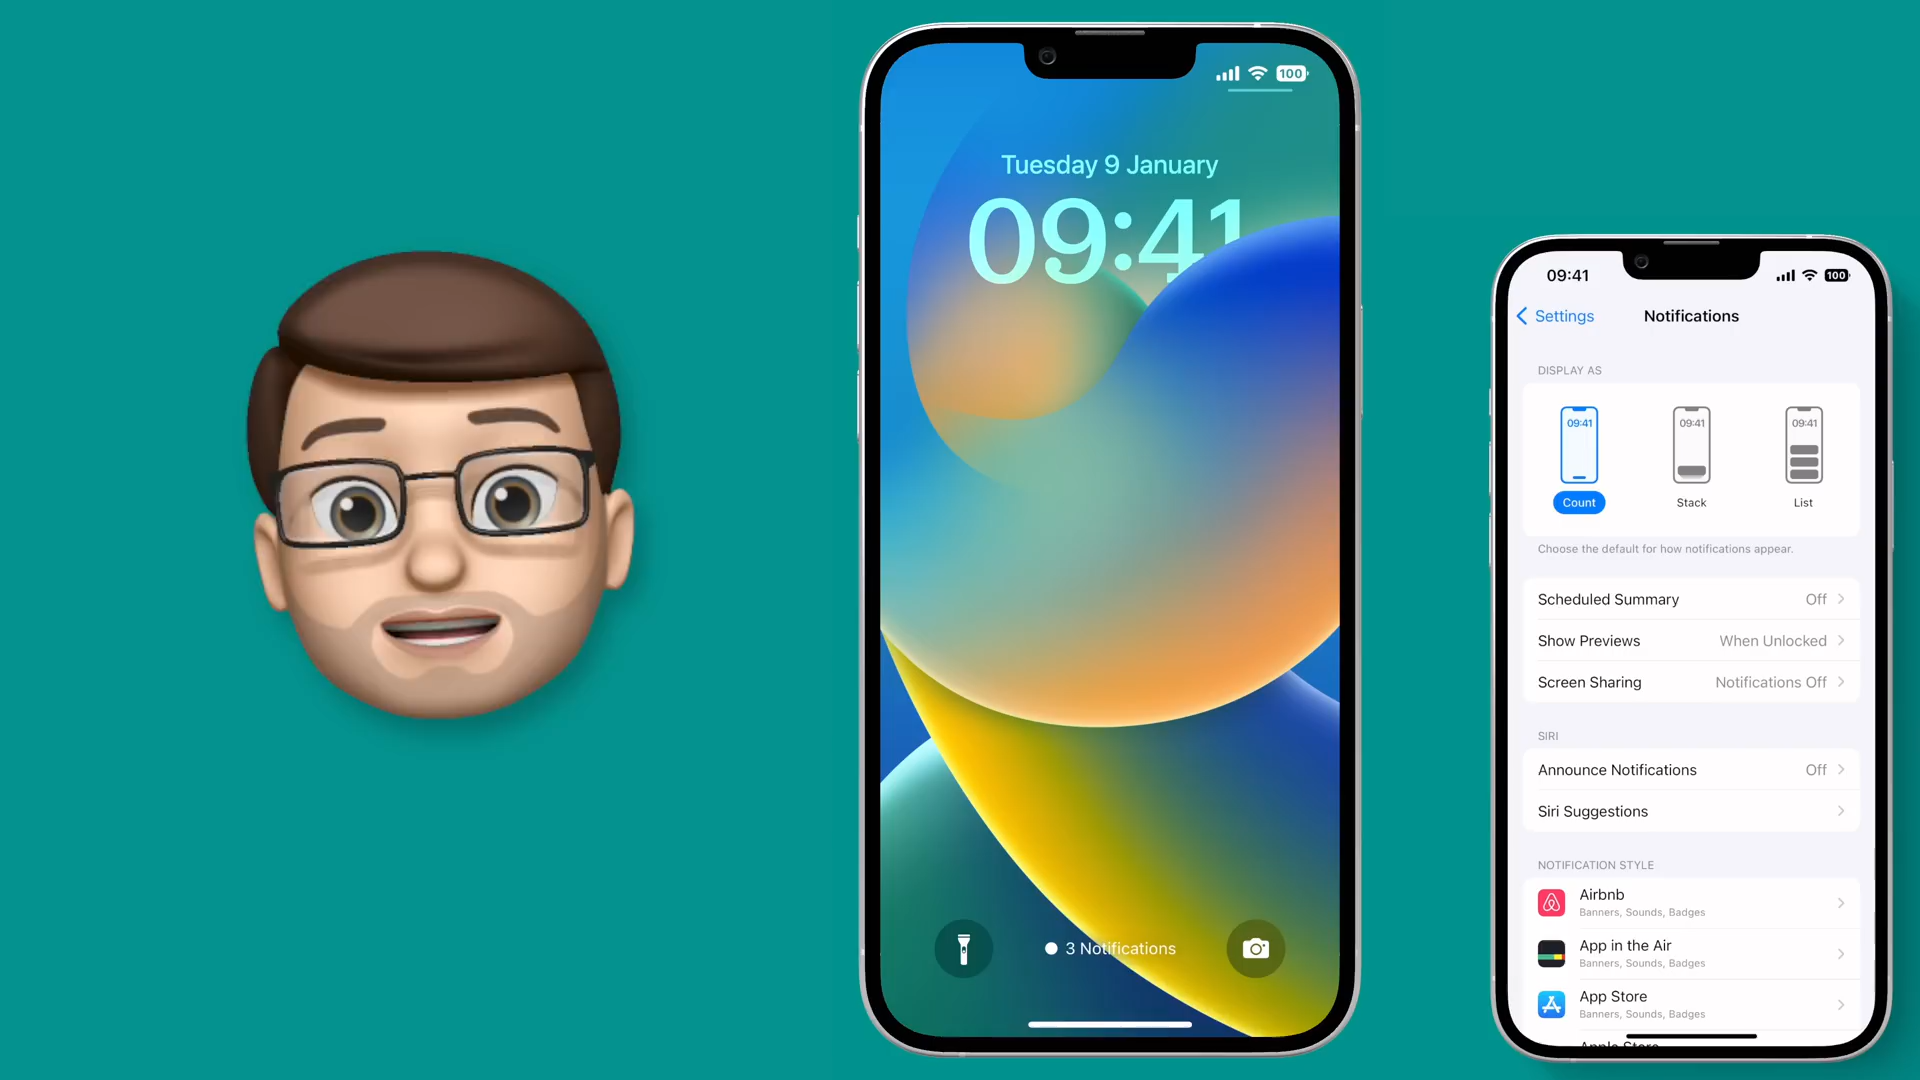 100
Tuesday 9 January
09:41
3 Notifications
09:41
100
Settings
Notifications
DISPLAY AS
09:41
09:41
09:41
Count
Stack
List
Choose the default for how notifications appear.
Scheduled Summary Off
Show Previews When Unlocked
Screen Sharing Notifications Off
SIRI
Announce Notifications Off
Siri Suggestions
NOTIFICATION STYLE
Airbnb
Banners, Sounds, Badges
App in the Air
Banners, Sounds, Badges
App Store
Banners, Sounds, Badges
Apple Store